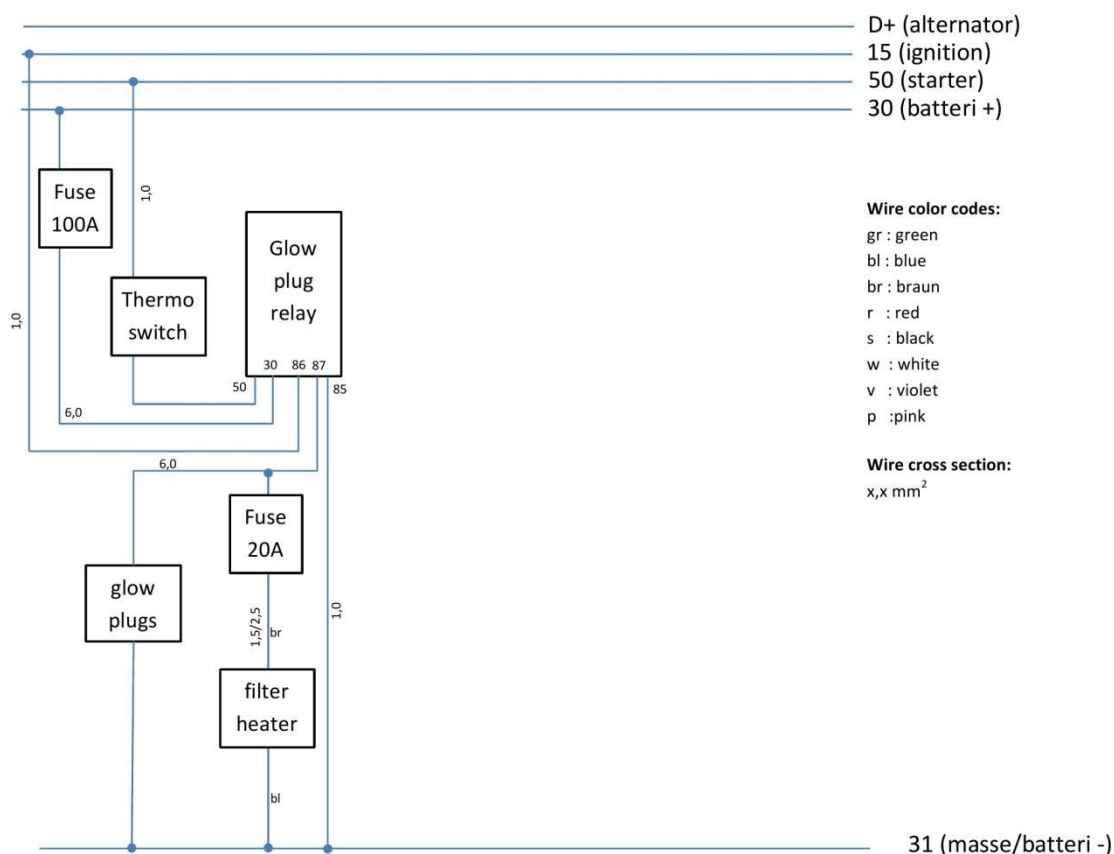 D+ (alternator)
15 (ignition)
50 (starter)
30 (batteri +)
Fuse
100A
1,0
Glow
plug
relay
Thermo
switch
1,0
30 86 87
50
85
6,0
6,0
Fuse
20A
glow
plugs
1,5/2,5
br
1,0
filter
heater
bl
31 (masse/batteri -)
Wire color codes:
gr : green
bl : blue
br : braun
r : red
s : black
w : white
v : violet
p :pink
Wire cross section:
x,x mm²